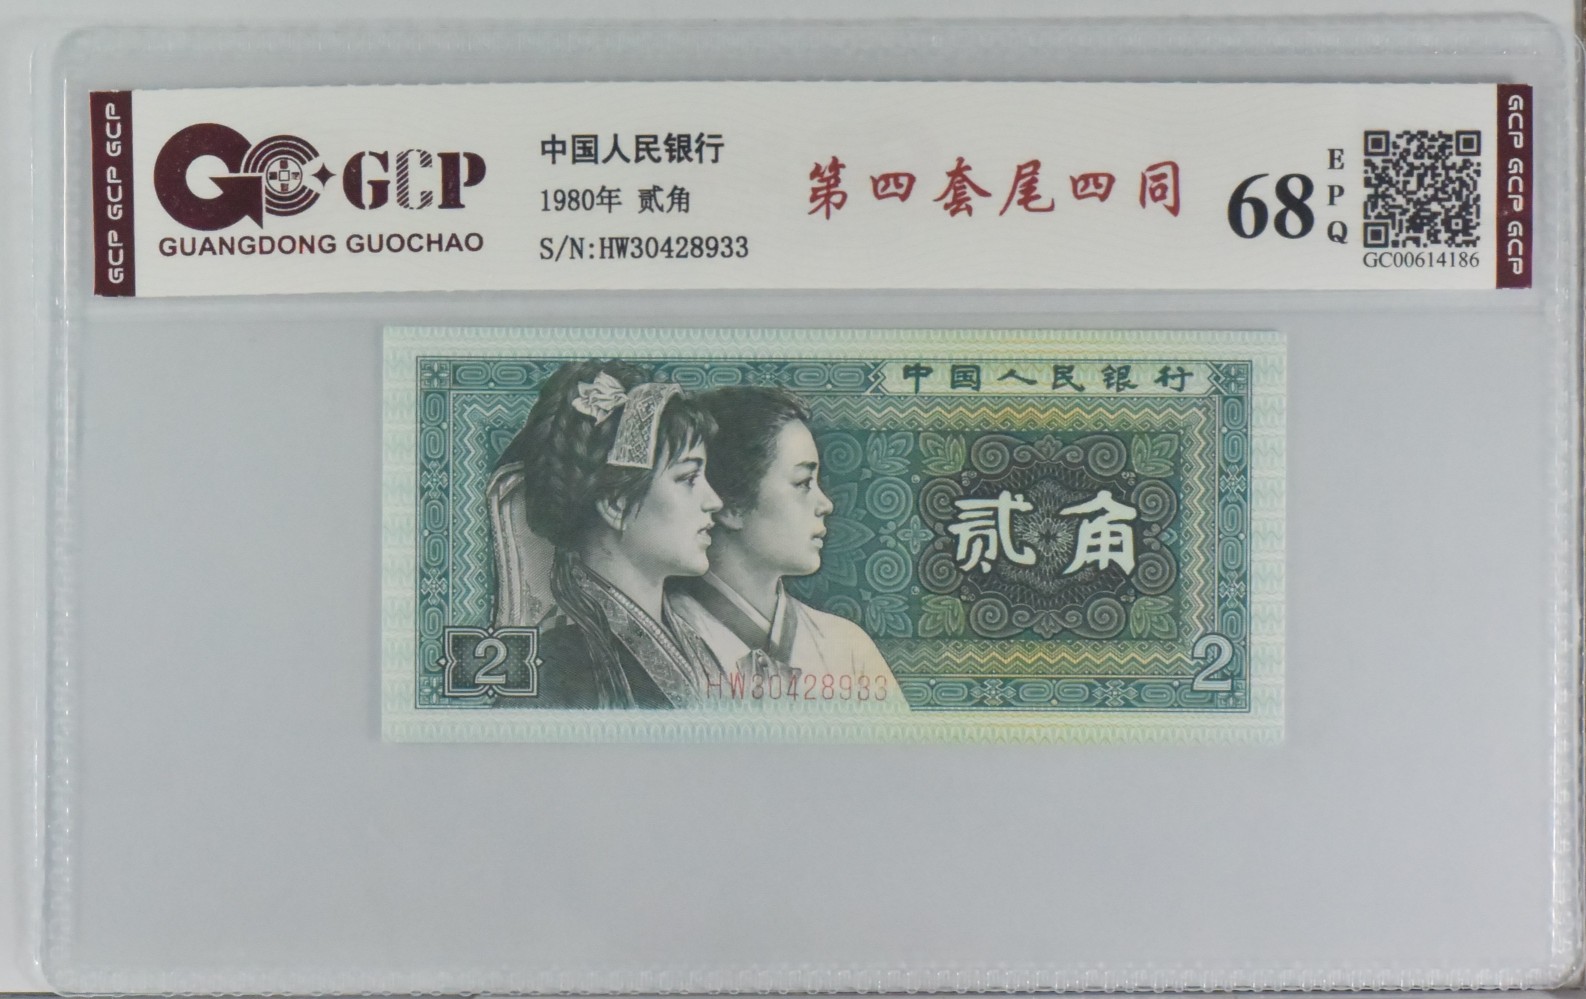 GCP GCP GCP
GCP
GUANGDONG GUOCHAO
中国人民银行
1980年 贰角
S/N:HW30428933
第四套尾四同
68
EPQ
GC00614186
GCP GCP GCP
中国人民银行
贰角
2
HW30428933
2